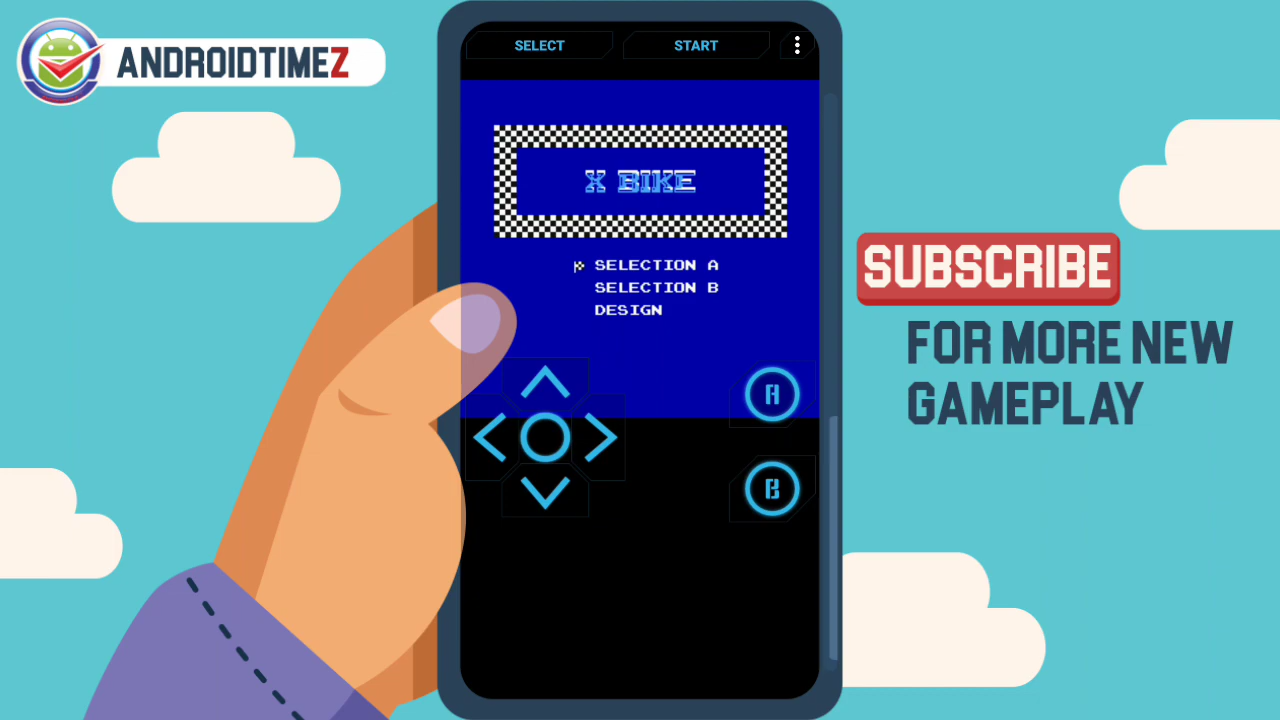 ANDROIDTIMEZ
SELECT
START
X BIKE
SELECTION A
SELECTION B
DESIGN
A
B
SUBSCRIBE
FOR MORE NEW
GAMEPLAY